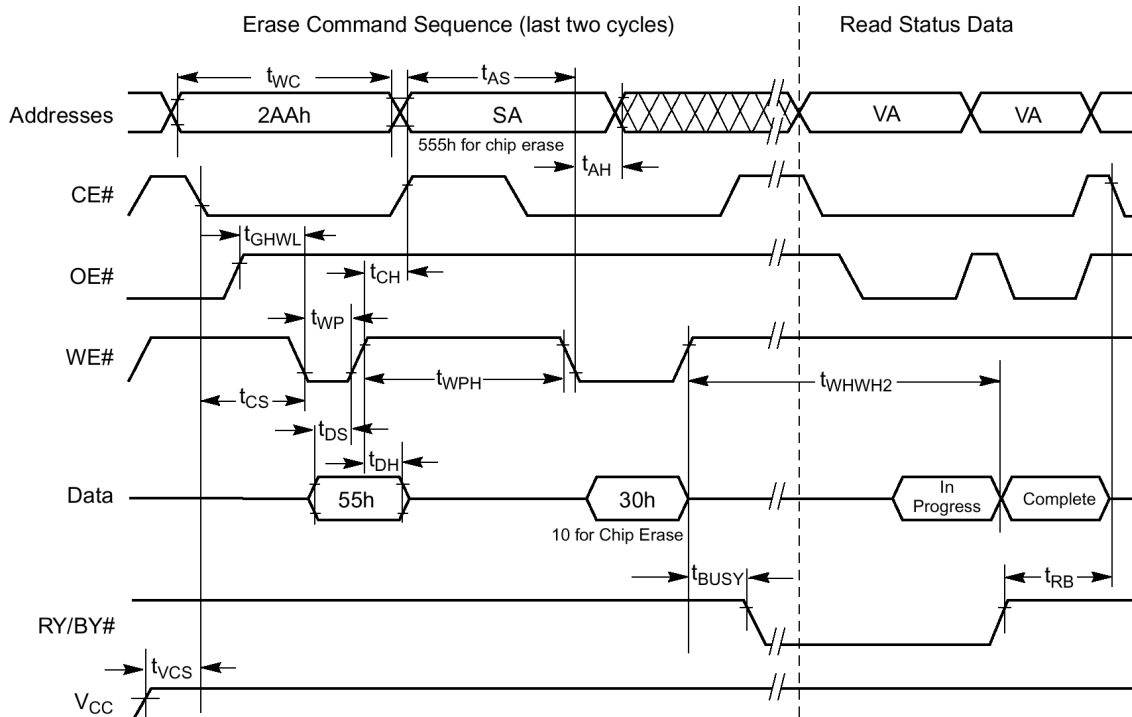 Erase Command Sequence (last two cycles)
Read Status Data
tWC
tAS
Addresses
2AAh
SA
VA
VA
555h for chip erase
tAH
CE#
tGHWL
OE#
tCH
tWP
WE#
tWPH
tWHWH2
tCS
tDS
tDH
Data
55h
30h
In
Progress
Complete
10 for Chip Erase
tBUSY
tRB
RY/BY#
tVCS
VCC